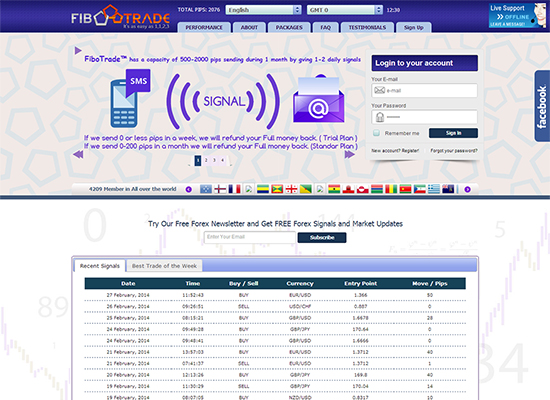 FIBO TRADE
It's as easy as 1,1,2,3
TOTAL PIPS: 2076
English
GMT 0
12:30
Live Support
OFFLINE
LEAVE A MESSAGE!
PERFORMANCE
ABOUT
PACKAGES
FAQ
TESTIMONIALS
Sign Up
FiboTrade™ has a capacity of 500-2000 pips sending during 1 month by giving 1-2 daily signals
SMS
SIGNAL
@
If we send 0 or less pips in a week, we will refund your Full money back. ( Trial Plan )
If we send 0-200 pips in a month we will refund your Full money back.(Standar Plan )
1 2 3 4
Login to your account
Your E-mail
e-mail
Your Password
Remember me
Sign In
New account? Register!
Forgot your password?
facebook
4209 Member in All over the world
Try Our Free Forex Newsletter and Get FREE Forex Signals and Market Updates
Enter Your Email
Subscribe
Recent Signals
Best Trade of the Week
Date Time Buy / Sell Currency Entry Point Move / Pips
27 February, 2014 11:52:43 BUY EUR/USD 1.366 50
26 February, 2014 09:26:51 SELL USD/CHF 0.887 0
25 February, 2014 08:15:21 BUY GBP/USD 1.6678 28
24 February, 2014 09:49:28 BUY GBP/JPY 170.64 0
24 February, 2014 09:48:41 BUY GBP/USD 1.6666 0
21 February, 2014 13:57:03 BUY EUR/USD 1.3712 40
21 February, 2014 07:41:37 SELL EUR/USD 1.3712 1
20 February, 2014 12:13:26 BUY GBP/JPY 169.8 40
19 February, 2014 11:30:29 SELL GBP/JPY 170.04 14
19 February, 2014 08:07:05 BUY NZD/USD 0.8317 10